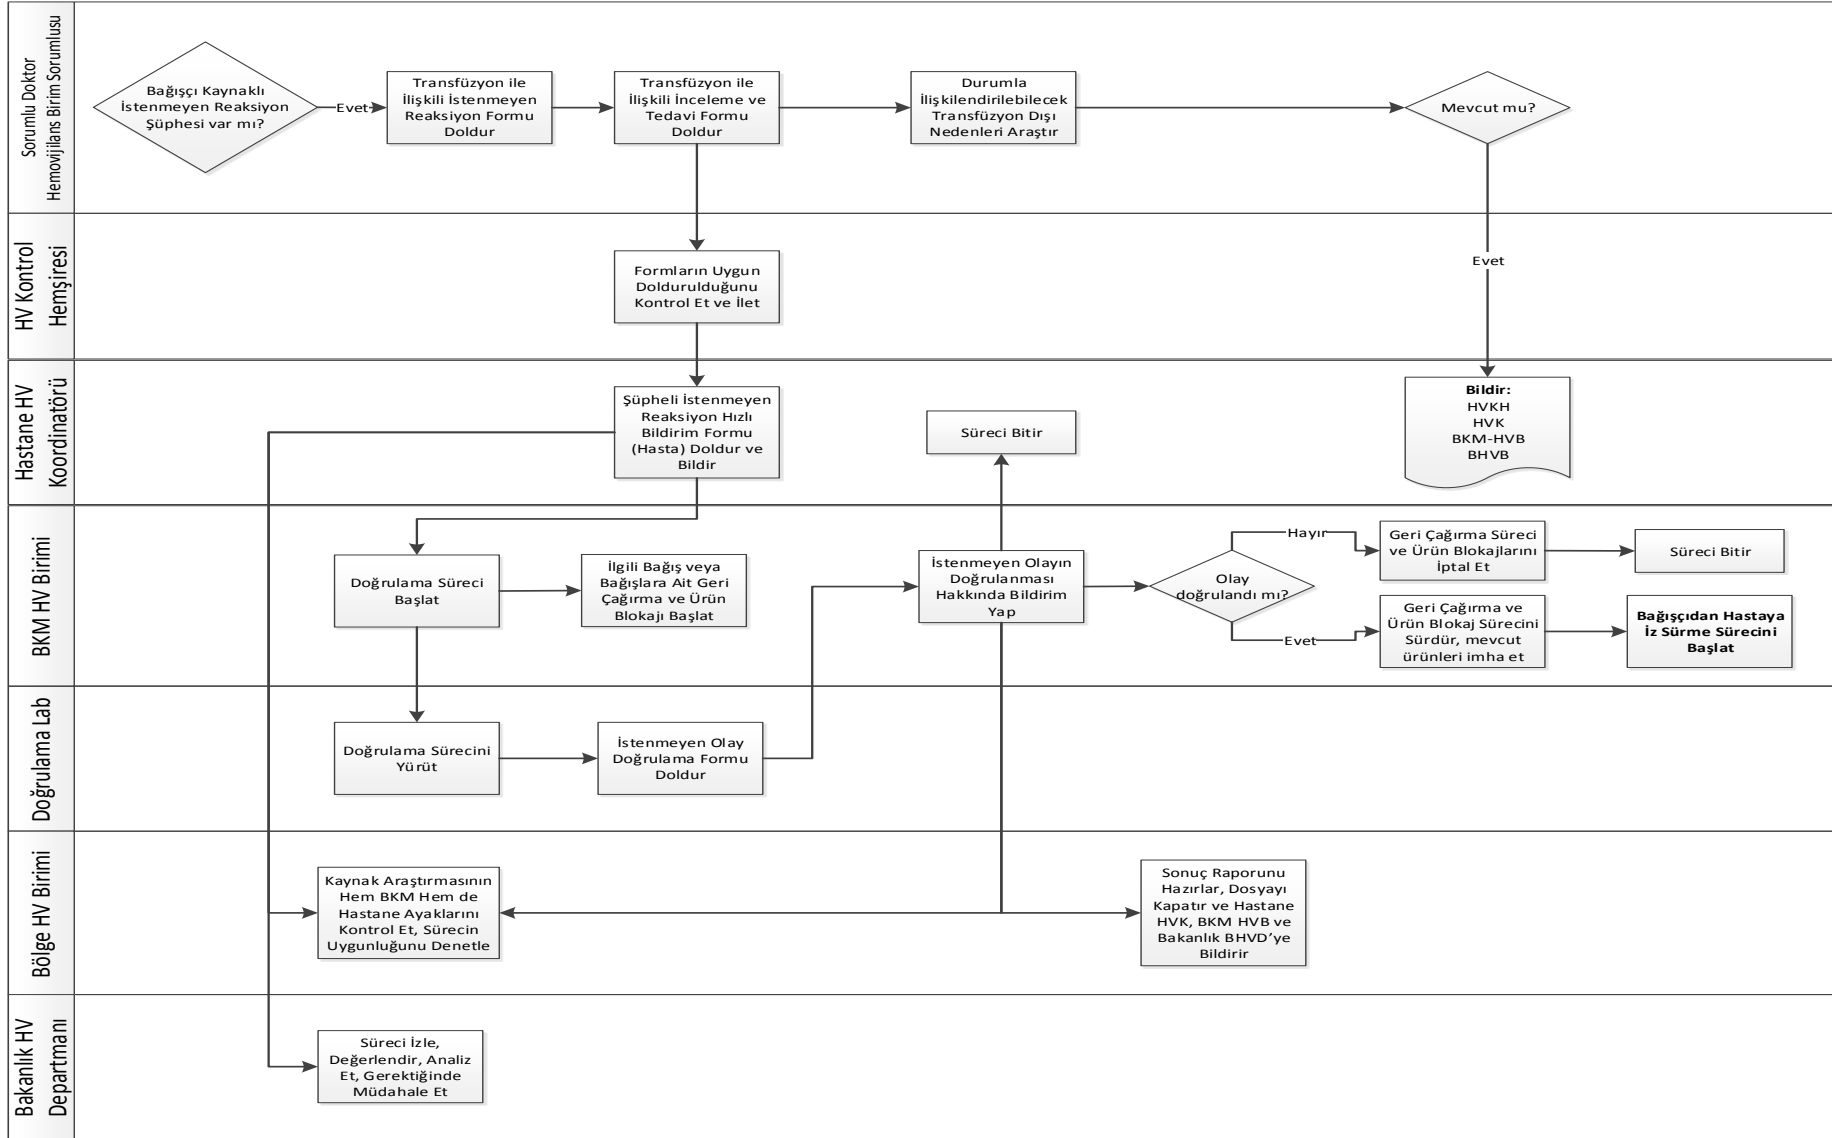 Sorumlu Doktor
Hemovijilans Birim Sorumlusu
Bağışçı Kaynaklı
İstenmeyen Reaksiyon
Şüphesi var mı?
Evet
Transfüzyon ile
İlişkili İstenmeyen
Reaksiyon Formu
Doldur
Transfüzyon ile
İlişkili İnceleme ve
Tedavi Formu
Doldur
Durumla
İlişkilendirilebilecek
Transfüzyon Dışı
Nedenleri Araştır
Mevcut mu?
Evet
HV Kontrol
Hemşiresi
Formların Uygun
Doldurulduğunu
Kontrol Et ve İlet
Hastane HV
Koordinatörü
Şüpheli İstenmeyen
Reaksiyon Hızlı
Bildirim Formu
(Hasta) Doldur ve
Bildir
Süreci Bitir
Bildir:
HVKH
HVK
BKM-HVB
BHVB
BKM HV Birimi
Doğrulama Süreci
Başlat
İlgili Bağış veya
Bağışlara Ait Geri
Çağırma ve Ürün
Blokajı Başlat
İstenmeyen Olayın
Doğrulanması
Hakkında Bildirim
Yap
Olay
doğrulandı mı?
Hayır
Geri Çağırma Süreci
ve Ürün Blokajlarını
İptal Et
Süreci Bitir
Evet
Geri Çağırma ve
Ürün Blokaj Sürecini
Sürdür, mevcut
ürünleri imha et
Bağışçıdan Hastaya
İz Sürme Sürecini
Başlat
Doğrulama Lab
Doğrulama Sürecini
Yürüt
İstenmeyen Olay
Doğrulama Formu
Doldur
Bölge HV Birimi
Kaynak Araştırmasının
Hem BKM Hem de
Hastane Ayaklarını
Kontrol Et, Sürecin
Uygunluğunu Denetle
Sonuç Raporunu
Hazırlar, Dosyayı
Kapatır ve Hastane
HVK, BKM HVB ve
Bakanlık BHVD’ye
Bildirir
Bakanlık HV
Departmanı
Süreci İzle,
Değerlendir, Analiz
Et, Gerektiğinde
Müdahale Et